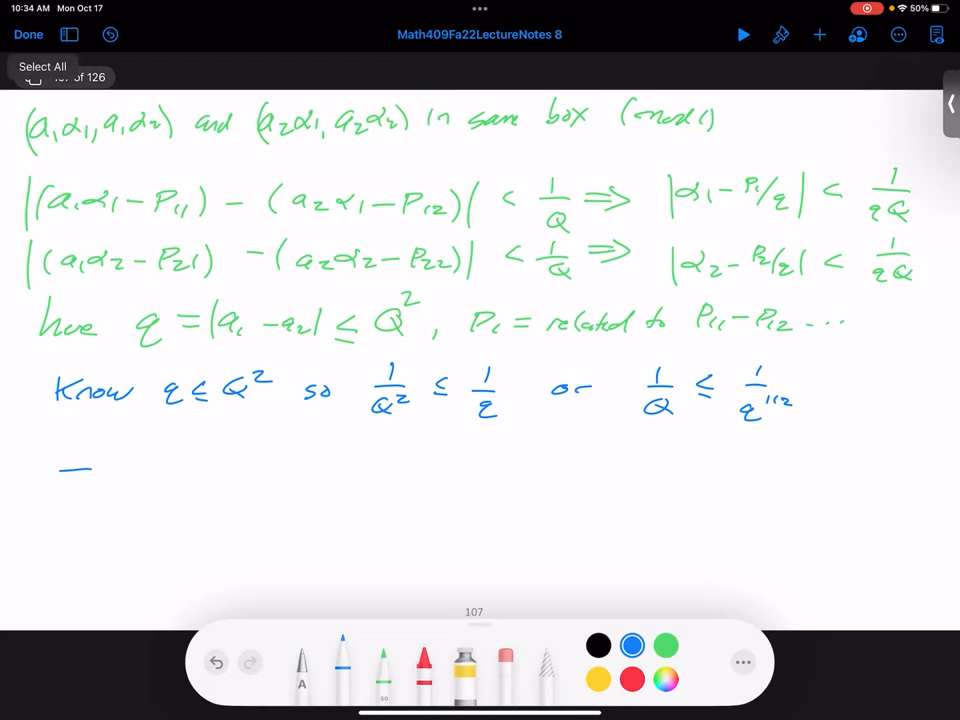 10:34 AM Mon Oct 17
50%
Done
Math409Fa22LectureNotes 8
Select All
of 126
(a₁α₁, a₁α₂) and (a₂α₁, a₂α₂) in same box (mod 1)
|(a₁α₁ - P₁₁) - (a₂α₁ - P₁₂)| < 1/Q ⟹ |α₁ - P₁/q| < 1/qQ
|(a₁α₂ - P₂₁) - (a₂α₂ - P₂₂)| < 1/Q ⟹ |α₂ - P₂/q| < 1/qQ
have q = |a₁ - a₂| ≤ Q², P₁ = related to P₁₁ - P₁₂ ...
Know q ≤ Q² so 1/Q² ≤ 1/q or 1/Q ≤ 1/q^1/2
107
A
50